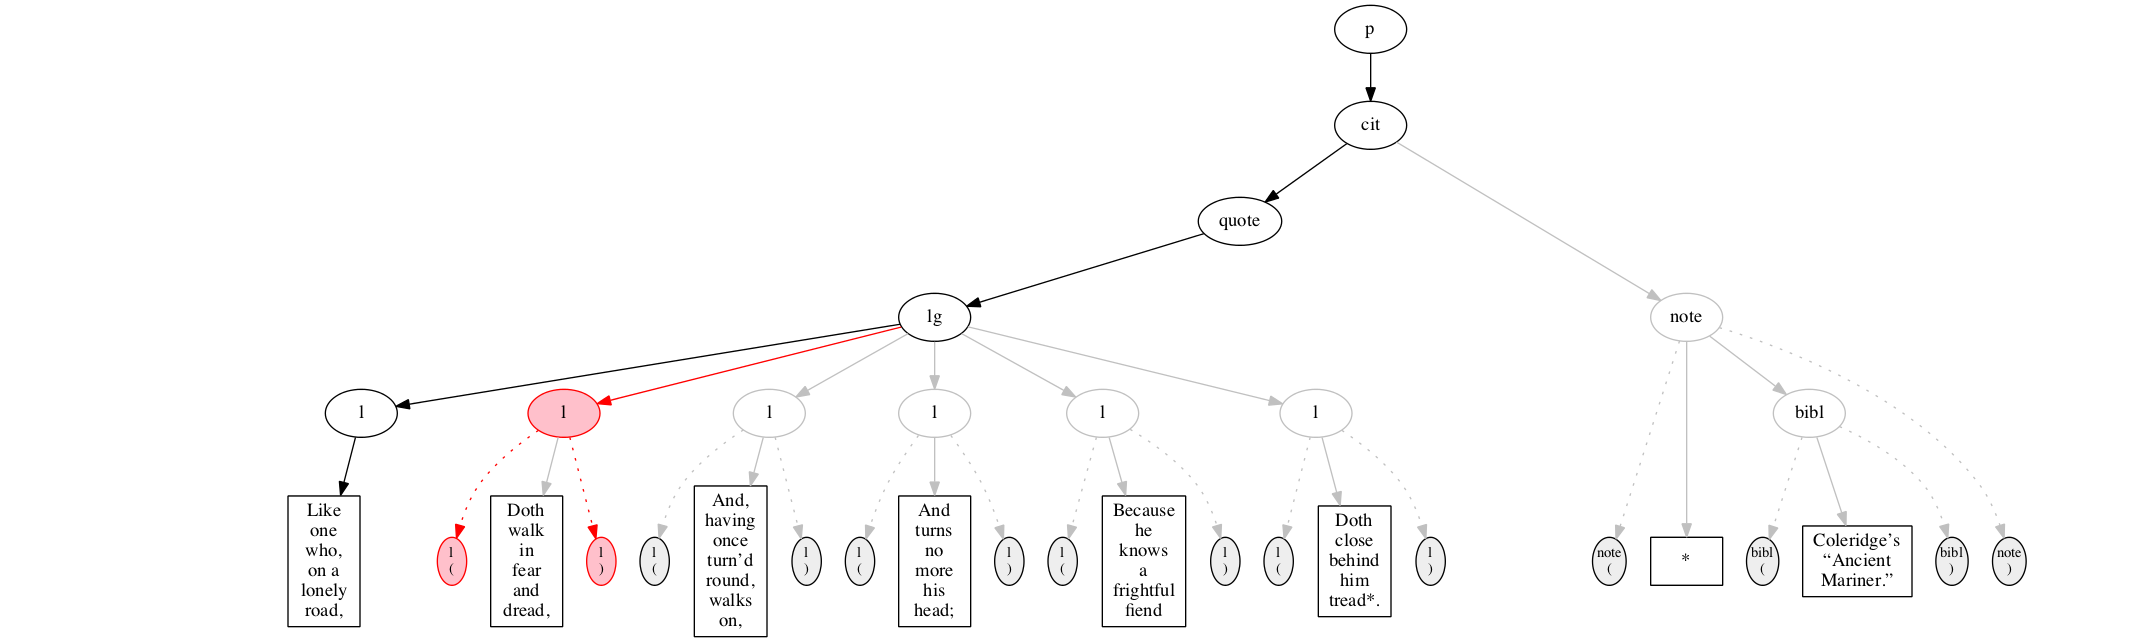 p
cit
quote
lg
note
l
l
l
l
l
l
bibl
Like
one
who,
on a
lonely
road,
l
(
Doth
walk
in
fear
and
dread,
l
)
l
(
And,
having
once
turn’d
round,
walks
on,
l
)
l
(
And
turns
no
more
his
head;
l
)
l
(
Because
he
knows
a
frightful
fiend
l
)
l
(
Doth
close
behind
him
tread*.
l
)
note
(
*
bibl
(
Coleridge’s
“Ancient
Mariner.”
bibl
)
note
)